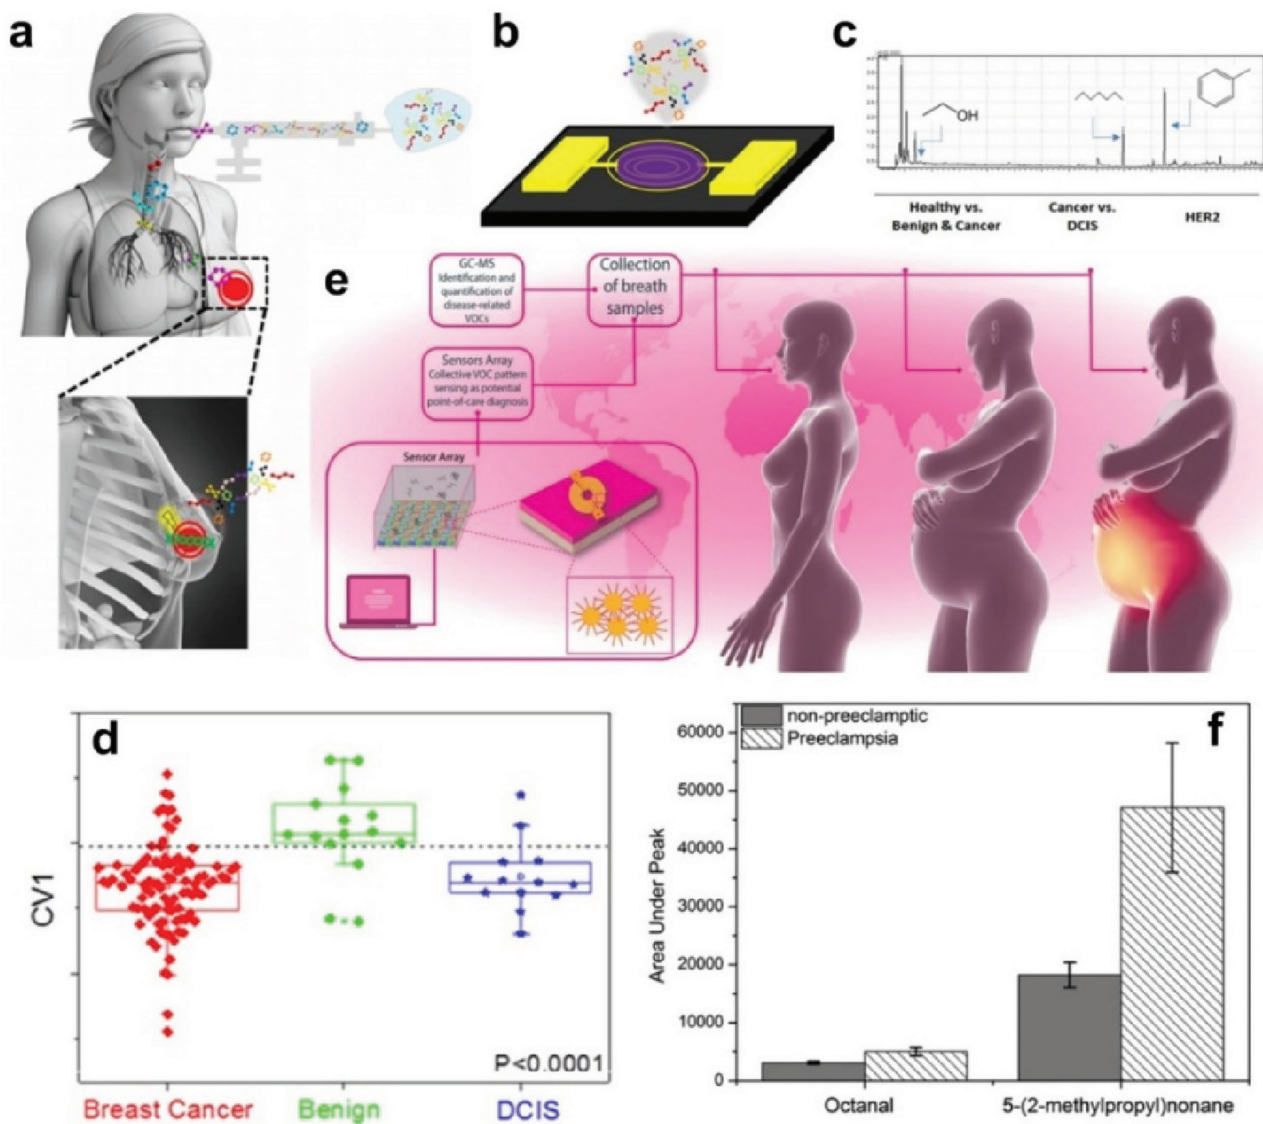 a
b
c
OH
Healthy vs.
Benign & Cancer
Cancer vs.
DCIS
HER2
e
GC-MS
Identification and
quantification of
disease-related
VOCs
Collection
of breath
samples
Sensors Array
Collective VOC pattern
sensing as potential
point-of-care diagnosis
Sensor Array
d
CV1
P<0.0001
Breast Cancer
Benign
DCIS
f
non-preeclamptic
Preeclampsia
Area Under Peak
60000
50000
40000
30000
20000
10000
0
Octanal
5-(2-methylpropyl)nonane